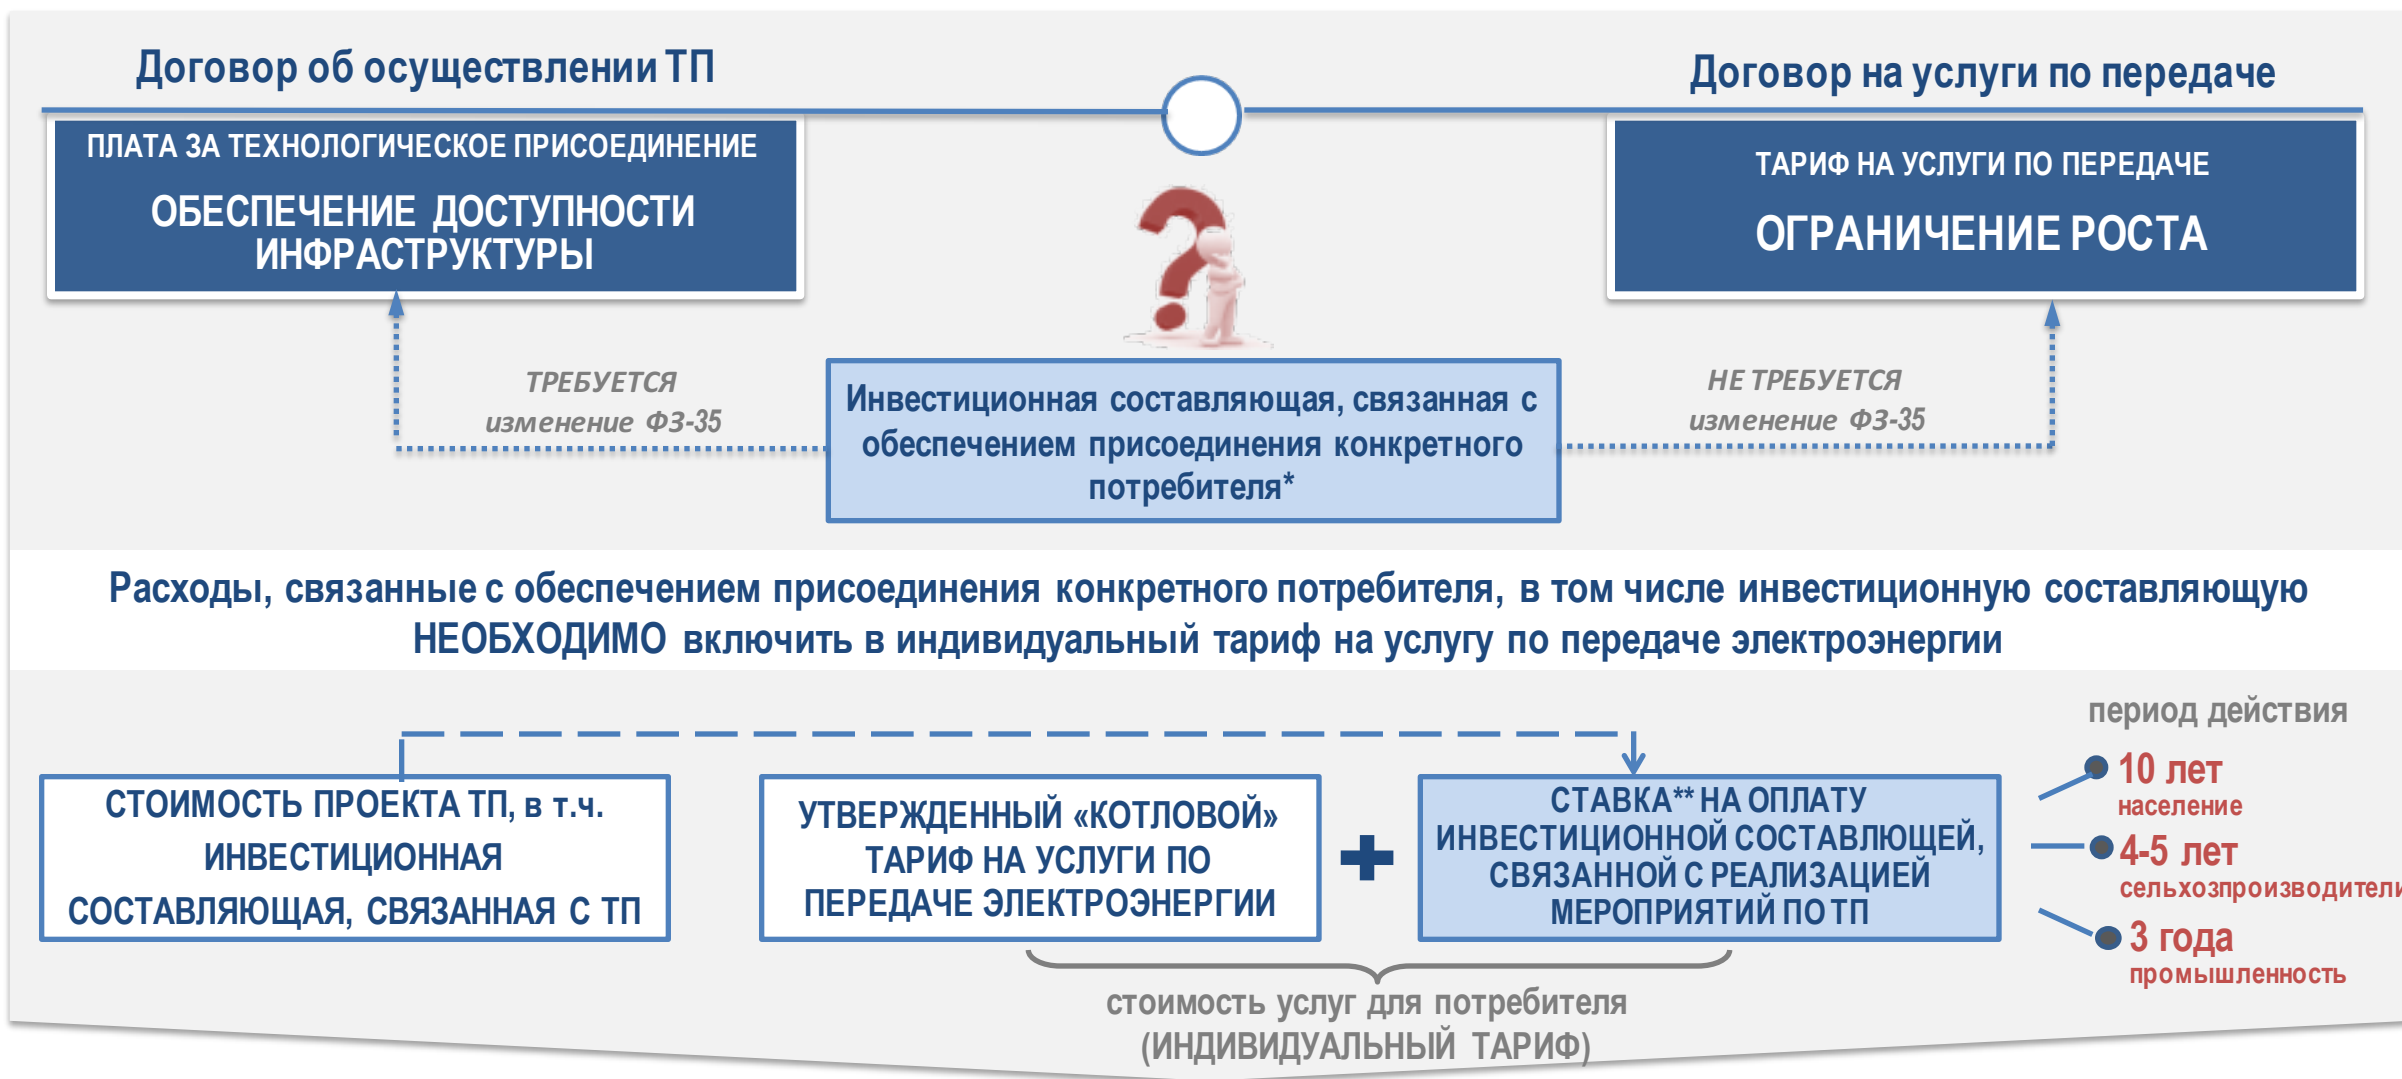 Договор об осуществлении ТП
Договор на услуги по передаче
ПЛАТА ЗА ТЕХНОЛОГИЧЕСКОЕ ПРИСОЕДИНЕНИЕ
ОБЕСПЕЧЕНИЕ ДОСТУПНОСТИ
ИНФРАСТРУКТУРЫ
ТАРИФ НА УСЛУГИ ПО ПЕРЕДАЧЕ
ОГРАНИЧЕНИЕ РОСТА
ТРЕБУЕТСЯ
изменение ФЗ-35
Инвестиционная составляющая, связанная с
обеспечением присоединения конкретного
потребителя*
НЕ ТРЕБУЕТСЯ
изменение ФЗ-35
Расходы, связанные с обеспечением присоединения конкретного потребителя, в том числе инвестиционную составляющую
НЕОБХОДИМО включить в индивидуальный тариф на услугу по передаче электроэнергии
СТОИМОСТЬ ПРОЕКТА ТП, в т.ч.
ИНВЕСТИЦИОННАЯ
СОСТАВЛЯЮЩАЯ, СВЯЗАННАЯ С ТП
УТВЕРЖДЕННЫЙ «КОТЛОВОЙ»
ТАРИФ НА УСЛУГИ ПО
ПЕРЕДАЧЕ ЭЛЕКТРОЭНЕРГИИ
СТАВКА** НА ОПЛАТУ
ИНВЕСТИЦИОННОЙ СОСТАВЛЮЩЕЙ,
СВЯЗАННОЙ С РЕАЛИЗАЦИЕЙ
МЕРОПРИЯТИЙ ПО ТП
период действия
10 лет
население
4-5 лет
сельхозпроизводители
3 года
промышленность
стоимость услуг для потребителя
(ИНДИВИДУАЛЬНЫЙ ТАРИФ)